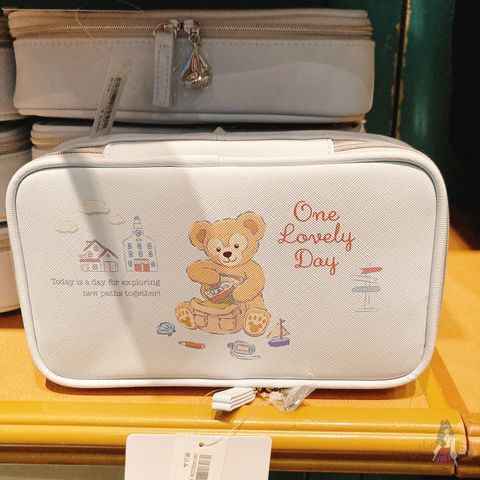 One
Lovely
Day
Today is a day for exploring
new paths together!